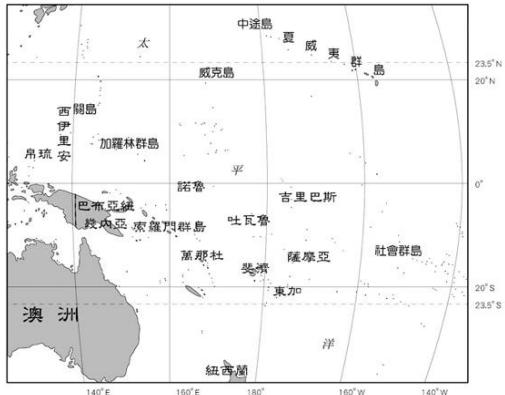 中途島
太
夏威夷群島
23.5°N
威克島
20°N
關島
西伊里安
加羅林群島
帛琉
平
諾魯
0°
吉里巴斯
巴布亞紐
幾內亞
索羅門群島
吐瓦魯
萬那杜
薩摩亞
社會群島
斐濟
東加
20°S
23.5°S
澳洲
洋
紐西蘭
140°E
160°E
180°
160°W
140°W